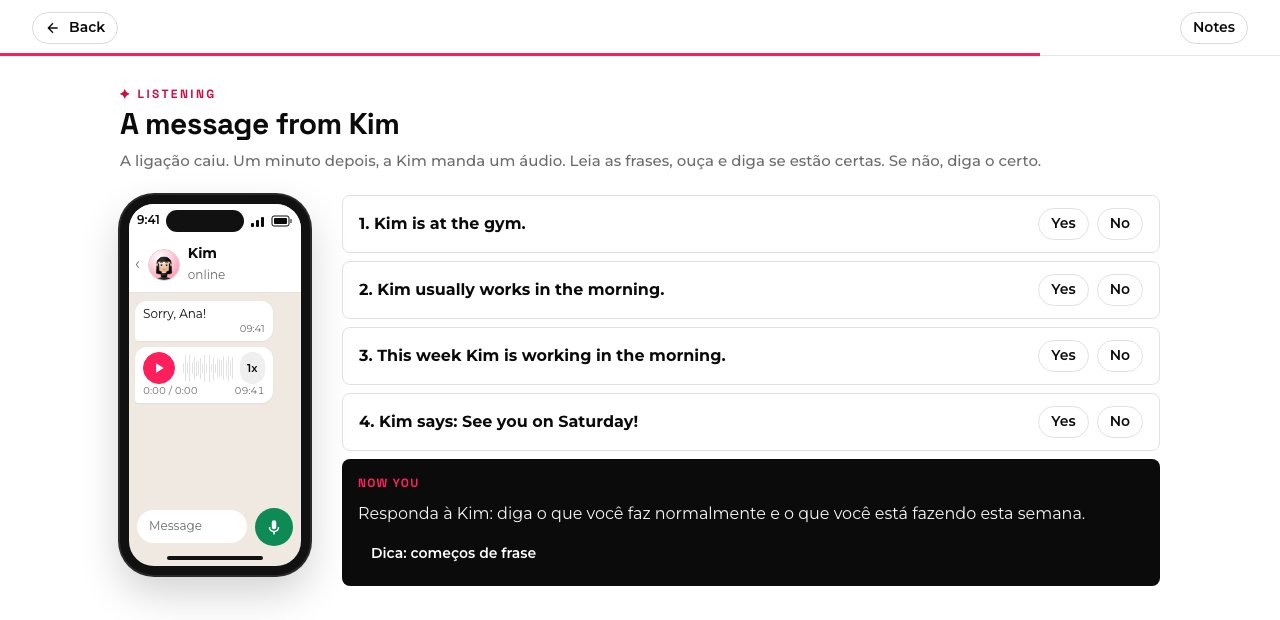 Back
Notes
LISTENING
A message from Kim
A ligação caiu. Um minuto depois, a Kim manda um áudio. Leia as frases, ouça e diga se estão certas. Se não, diga o certo.
9:41
Kim
online
Sorry, Ana!
09:41
1x
0:00 / 0:00
09:41
Message
1. Kim is at the gym.
Yes
No
2. Kim usually works in the morning.
Yes
No
3. This week Kim is working in the morning.
Yes
No
4. Kim says: See you on Saturday!
Yes
No
NOW YOU
Responda à Kim: diga o que você faz normalmente e o que você está fazendo esta semana.
Dica: começos de frase